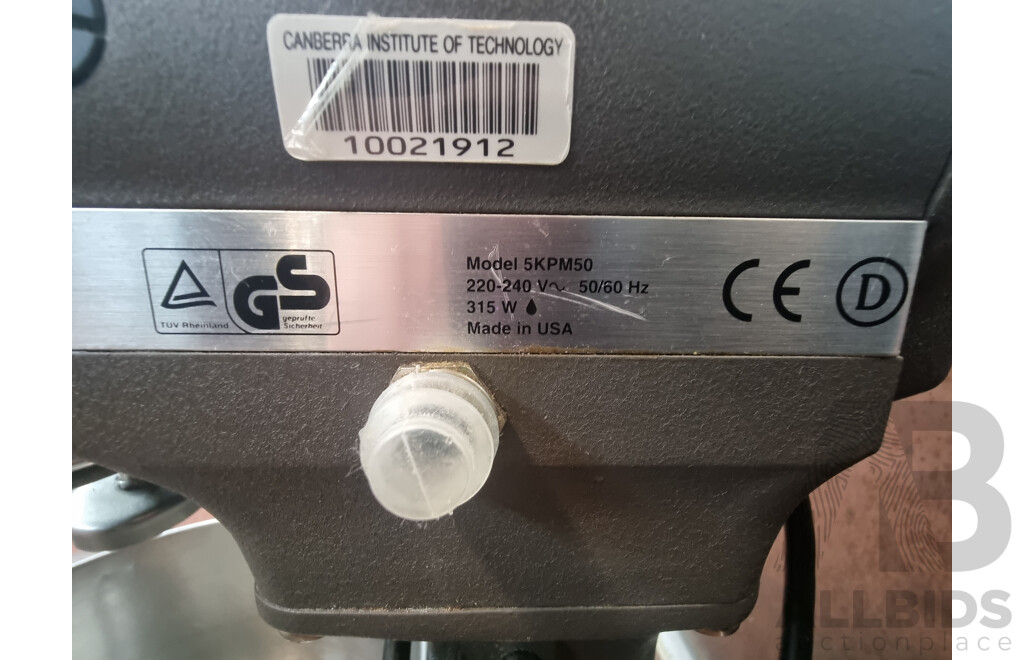 CANBERRA INSTITUTE OF TECHNOLOGY
10021912
TÜV Rheinland
GS
geprüfte
Sicherheit
Model 5KPM50
220-240 V~ 50/60 Hz
315 W
Made in USA
CE
D
B
ALLBIDS
auctionplace